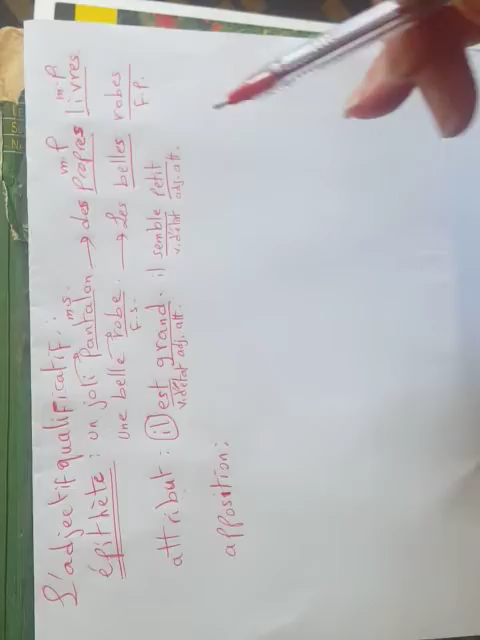 L'adjectif qualificatif :
épithète : un joli pantalon → des propres livres
m.s. m.p m.p
Une belle robe. → Les belles robes
F.S. F.P.
attribut : il est grand. il semble petit
v.d'état adj.att. v.d'état adj.att.
apposition :